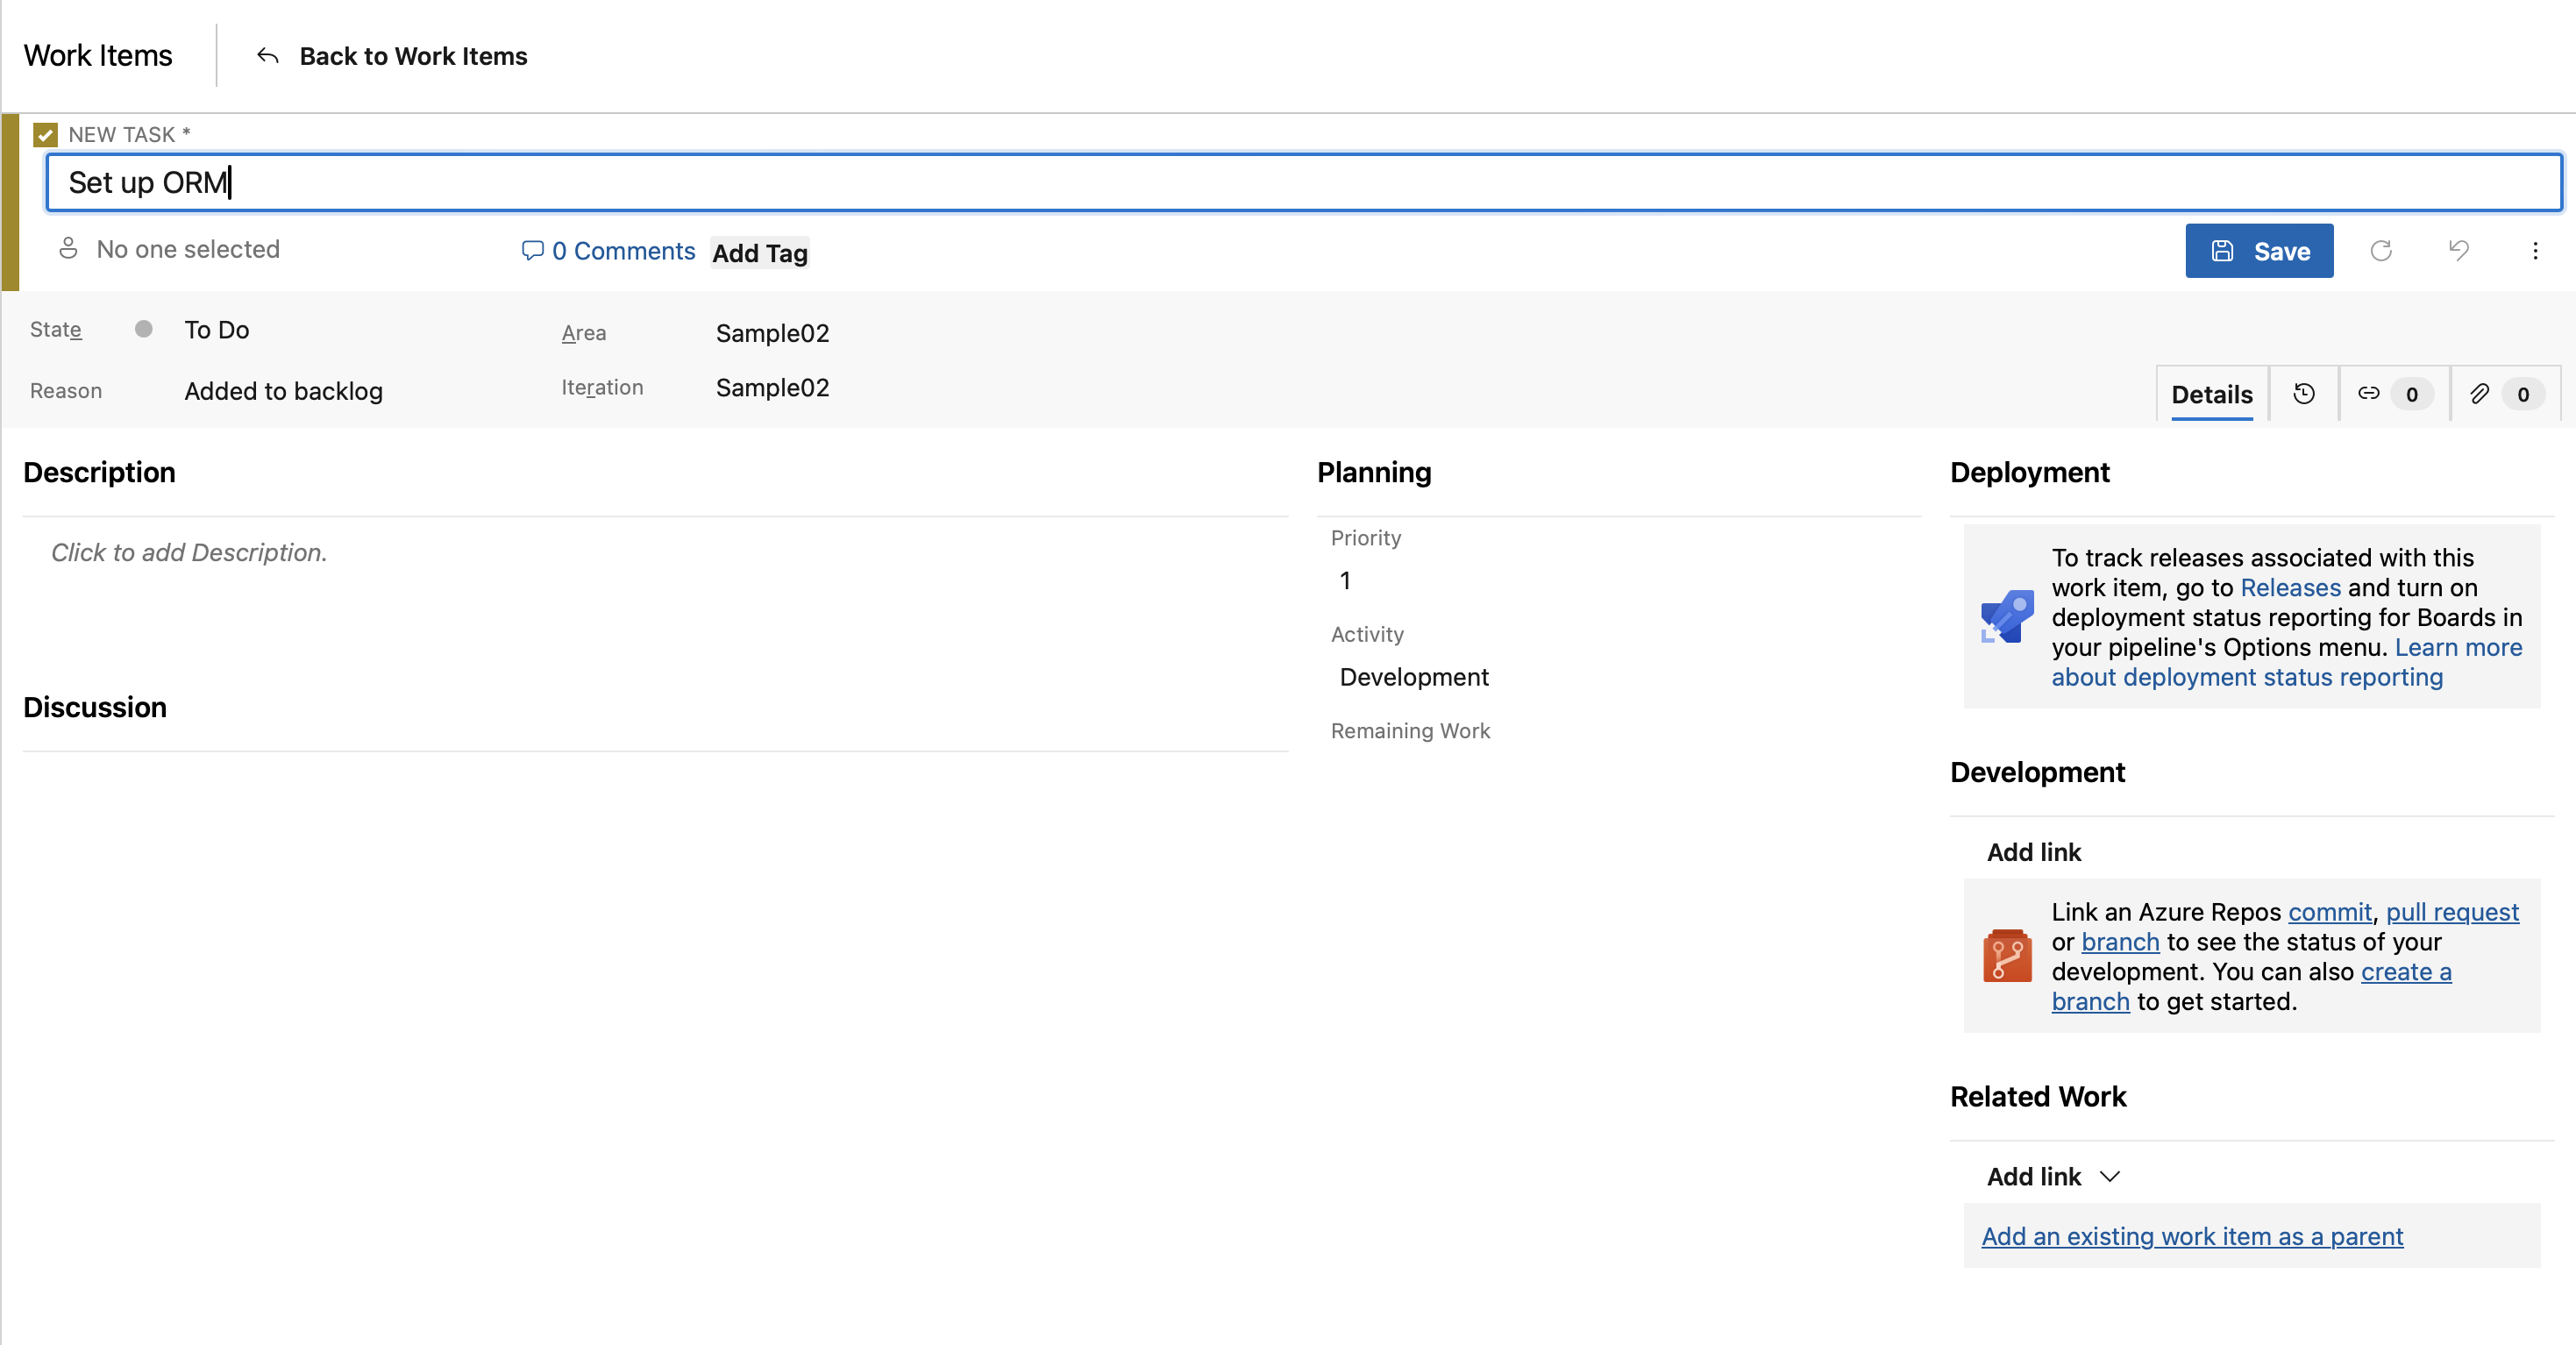 Work Items
Back to Work Items
NEW TASK *
Set up ORM
No one selected
0 Comments
Add Tag
Save
State
To Do
Area
Sample02
Reason
Added to backlog
Iteration
Sample02
Details
0
0
Description
Click to add Description.
Discussion
Planning
Priority
1
Activity
Development
Remaining Work
Deployment
To track releases associated with this
work item, go to Releases and turn on
deployment status reporting for Boards in
your pipeline's Options menu. Learn more
about deployment status reporting
Development
Add link
Link an Azure Repos commit, pull request
or branch to see the status of your
development. You can also create a
branch to get started.
Related Work
Add link
Add an existing work item as a parent